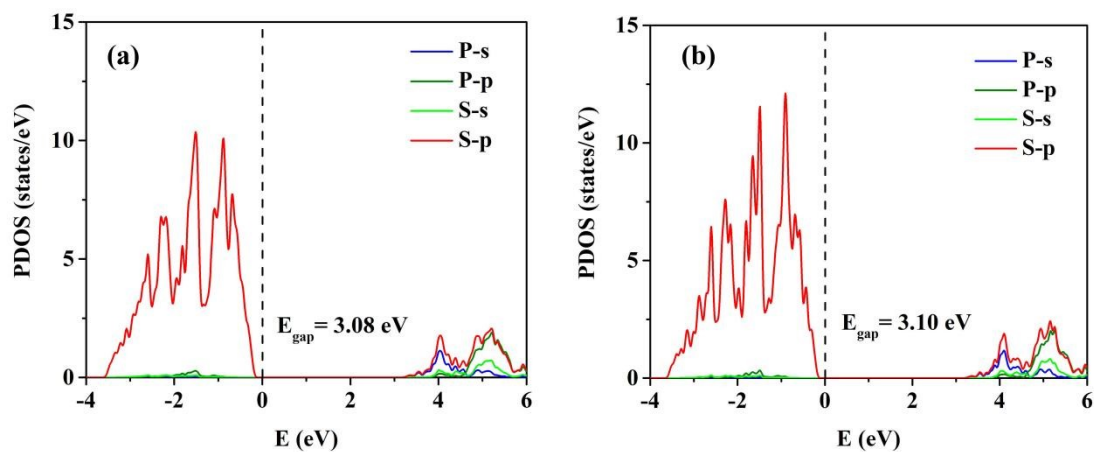 15
(a)
P-s
P-p
S-s
S-p
10
5
0
PDOS (states/eV)
E_gap = 3.08 eV
-4 -2 0 2 4 6
E (eV)
15
(b)
P-s
P-p
S-s
S-p
10
5
0
PDOS (states/eV)
E_gap = 3.10 eV
-4 -2 0 2 4 6
E (eV)